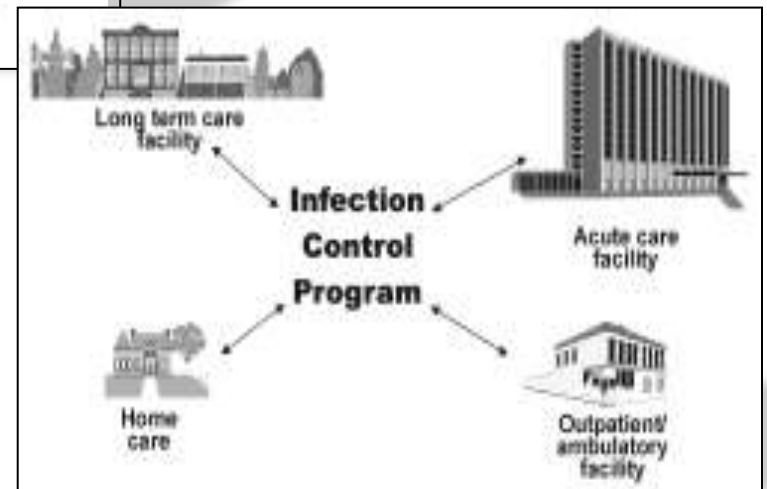 Long term care
facility
Acute care
facility
Infection
Control
Program
Home
care
Outpatient/
ambulatory
facility